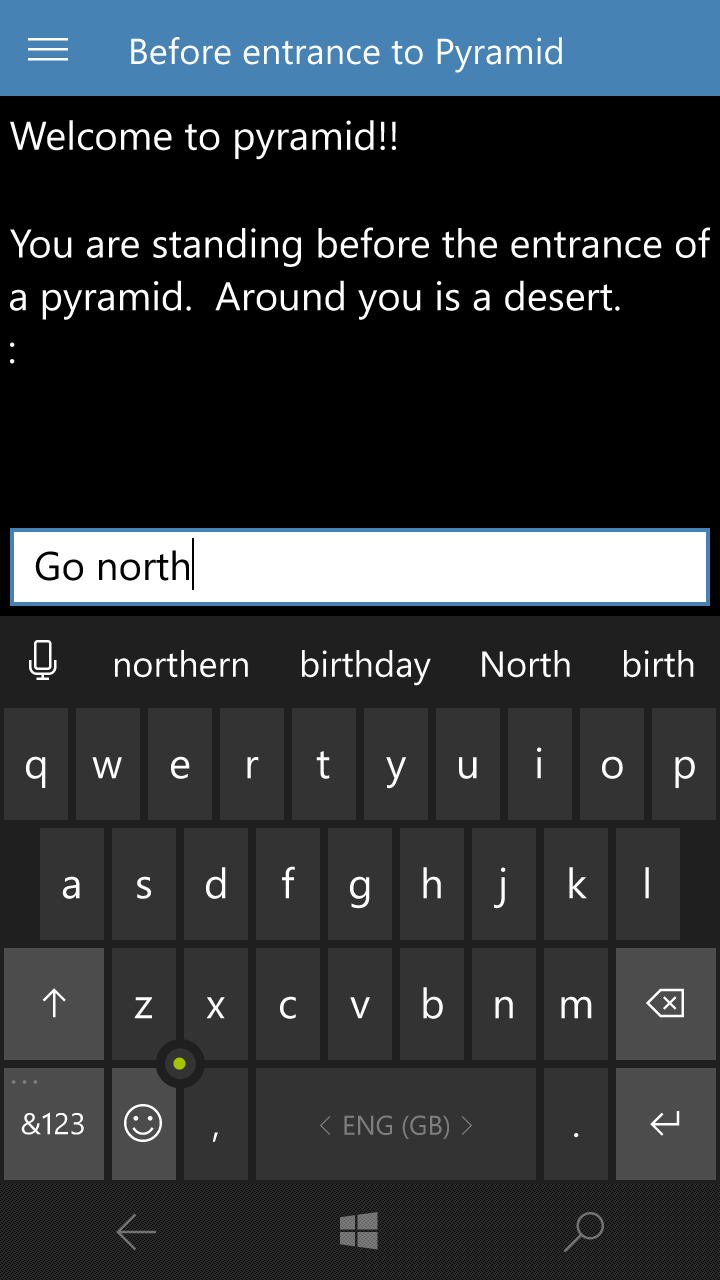 Before entrance to Pyramid
Welcome to pyramid!!
You are standing before the entrance of
a pyramid.  Around you is a desert.
:
Go north
northern birthday North birth
q w e r t y u i o p
a s d f g h j k l
z x c v b n m
&123 , < ENG (GB) > .